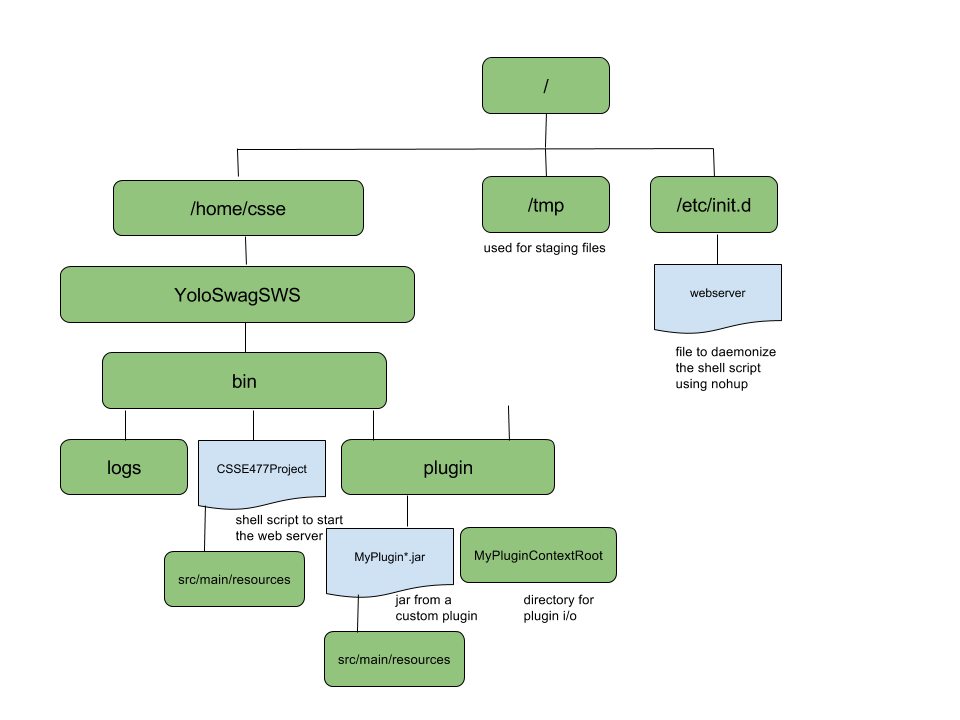 /
/home/csse
/tmp
/etc/init.d
used for staging files
YoloSwagSWS
webserver
file to daemonize
the shell script
using nohup
bin
logs
CSSE477Project
plugin
shell script to start
the web server
MyPlugin*.jar
MyPluginContextRoot
src/main/resources
jar from a
custom plugin
directory for
plugin i/o
src/main/resources